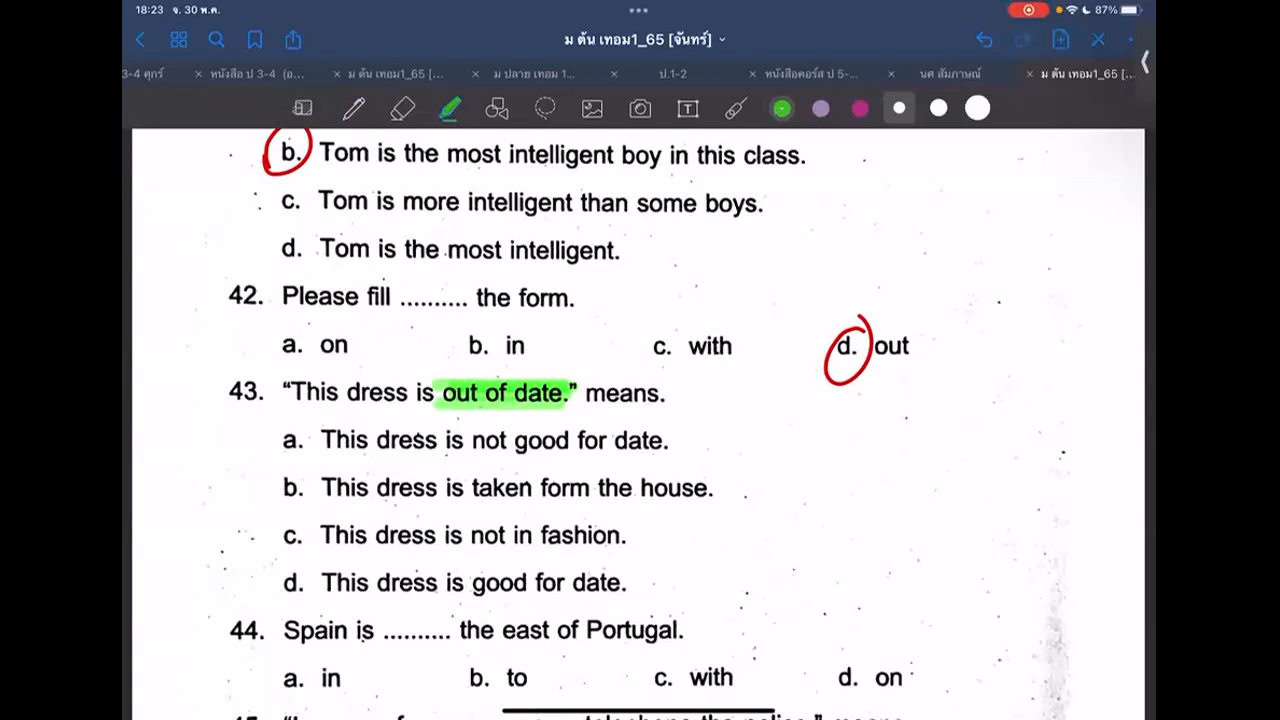 18:23 จ. 30 พ.ค.
87%
ม ต้น เทอม1_65 [จันทร์]
3-4 ศุกร์
หนังสือ ป 3-4 (อ...
ม ต้น เทอม1_65 [...
ม ปลาย เทอม 1...
ป.1-2
หนังสือคอร์ส ป 5-...
นศ สัมภาษณ์
ม ต้น เทอม1_65 [...
b. Tom is the most intelligent boy in this class.
c. Tom is more intelligent than some boys.
d. Tom is the most intelligent.
42. Please fill .......... the form.
a. on b. in c. with d. out
43. “This dress is out of date.” means.
a. This dress is not good for date.
b. This dress is taken form the house.
c. This dress is not in fashion.
d. This dress is good for date.
44. Spain is .......... the east of Portugal.
a. in b. to c. with d. on
telephone the police.” means